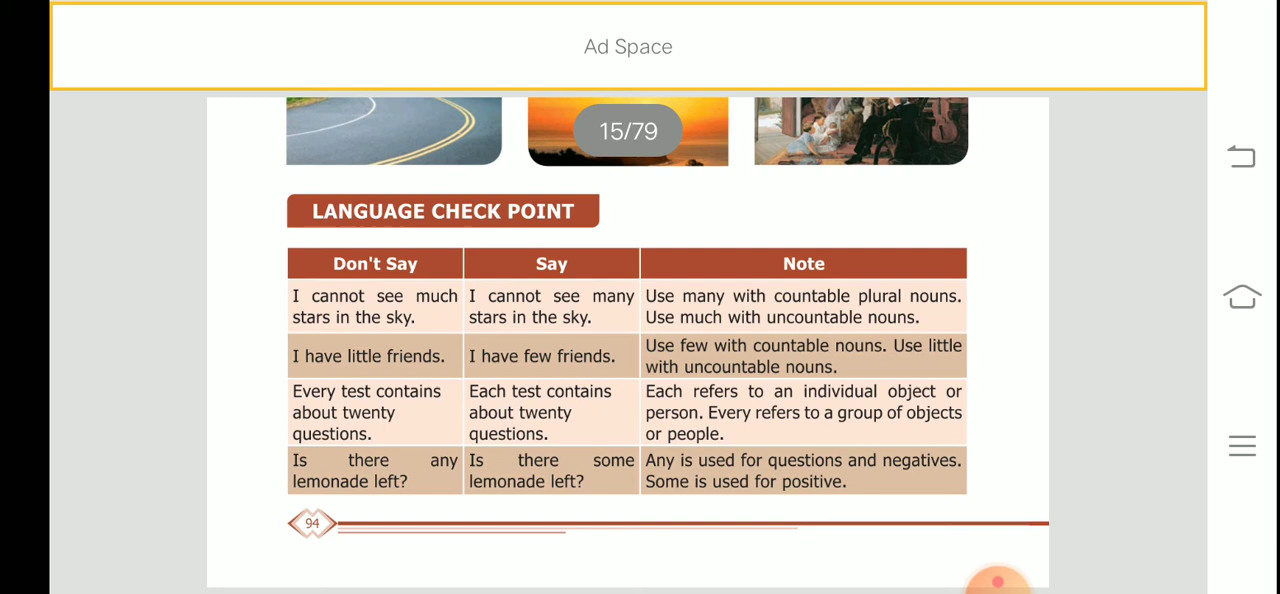 Ad Space
15/79
LANGUAGE CHECK POINT
Don't Say
Say
Note
I cannot see much
stars in the sky.
I cannot see many
stars in the sky.
Use many with countable plural nouns.
Use much with uncountable nouns.
I have little friends.
I have few friends.
Use few with countable nouns. Use little
with uncountable nouns.
Every test contains
about twenty
questions.
Each test contains
about twenty
questions.
Each refers to an individual object or
person. Every refers to a group of objects
or people.
Is there any
lemonade left?
Is there some
lemonade left?
Any is used for questions and negatives.
Some is used for positive.
94